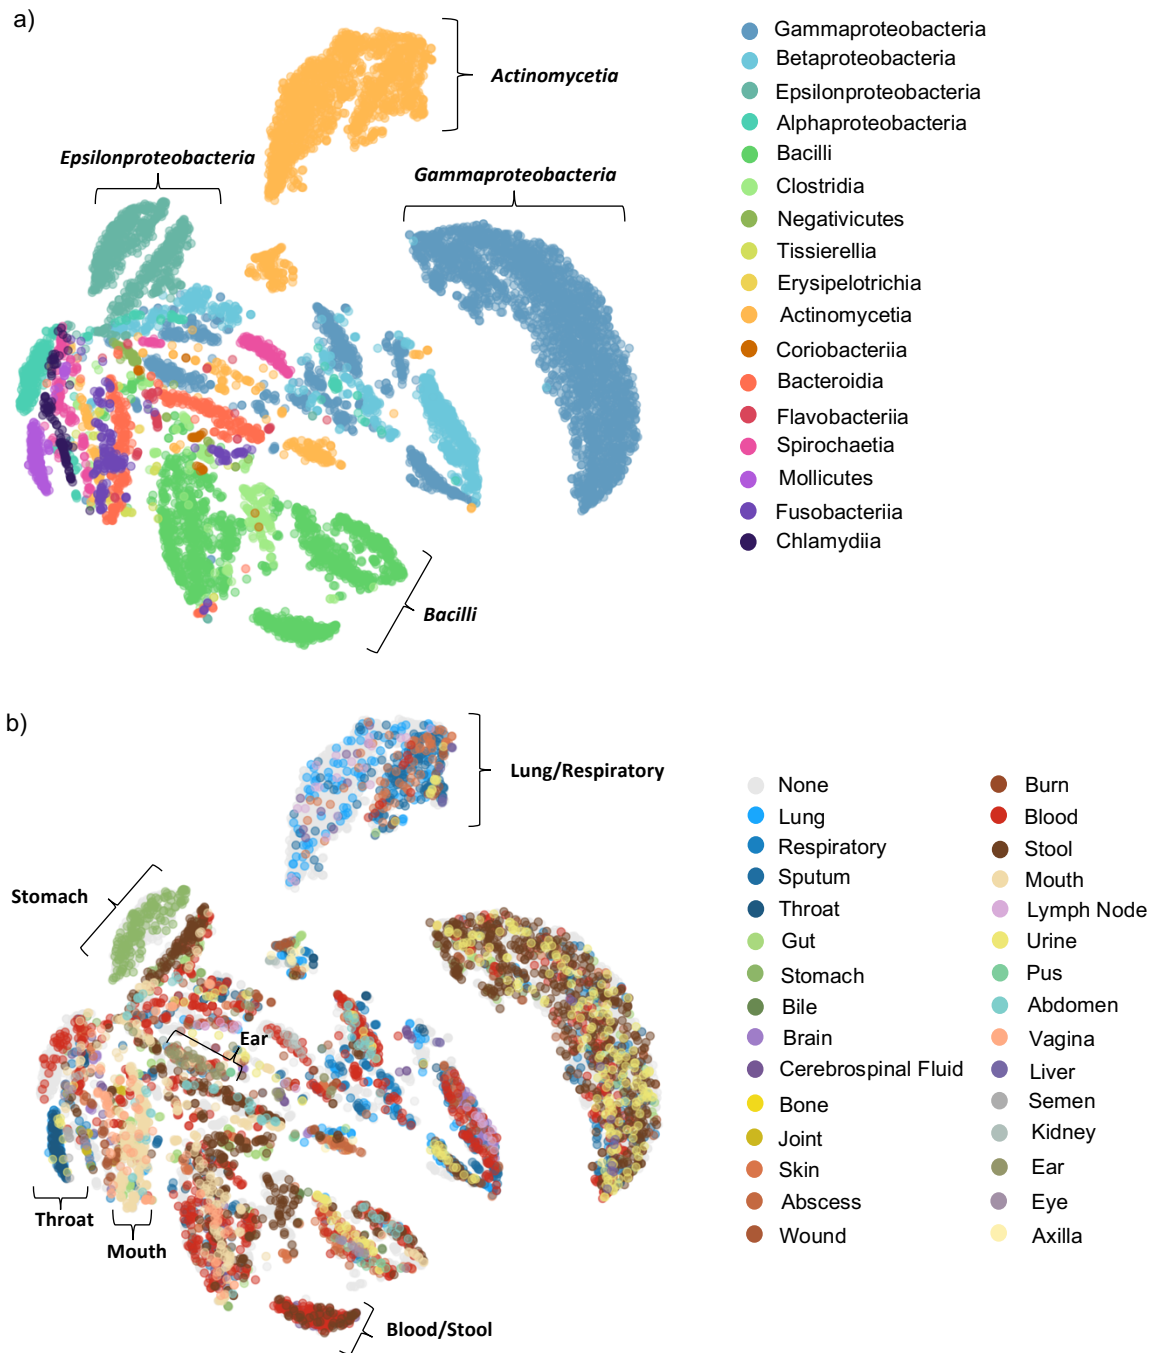 a)
Actinomycetia
Epsilonproteobacteria
Gammaproteobacteria
Bacilli
Gammaproteobacteria
Betaproteobacteria
Epsilonproteobacteria
Alphaproteobacteria
Bacilli
Clostridia
Negativicutes
Tissierellia
Erysipelotrichia
Actinomycetia
Coriobacteriia
Bacteroidia
Flavobacteriia
Spirochaetia
Mollicutes
Fusobacteriia
Chlamydiia
b)
Lung/Respiratory
Stomach
Ear
Throat
Mouth
Blood/Stool
None
Lung
Respiratory
Sputum
Throat
Gut
Stomach
Bile
Brain
Cerebrospinal Fluid
Bone
Joint
Skin
Abscess
Wound
Burn
Blood
Stool
Mouth
Lymph Node
Urine
Pus
Abdomen
Vagina
Liver
Semen
Kidney
Ear
Eye
Axilla